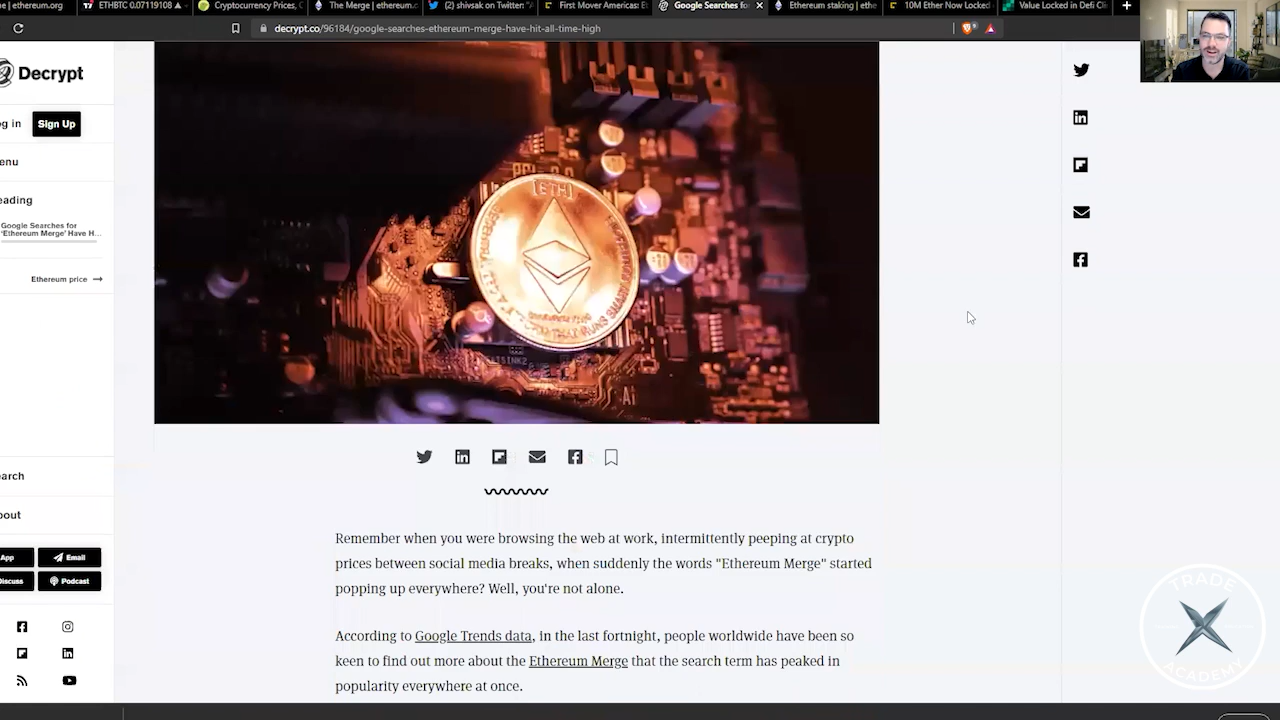 pe | ethereum.org
ETHBTC 0.07119108 ▲
Cryptocurrency Prices, C
The Merge | ethereum.c
(2) shivsak on Twitter: "A
First Mover Americas: E
Google Searches fo
Ethereum staking | ethe
10M Ether Now Locked
Value Locked in Defi Cl
decrypt.co/96184/google-searches-ethereum-merge-have-hit-all-time-high
Decrypt
og in
Sign Up
enu
eading
Google Searches for
'Ethereum Merge' Have H...
Ethereum price →
earch
bout
App
Email
Discuss
Podcast
ETH
Remember when you were browsing the web at work, intermittently peeping at crypto
prices between social media breaks, when suddenly the words "Ethereum Merge" started
popping up everywhere? Well, you're not alone.
According to Google Trends data, in the last fortnight, people worldwide have been so
keen to find out more about the Ethereum Merge that the search term has peaked in
popularity everywhere at once.
TRADE
ACADEMY